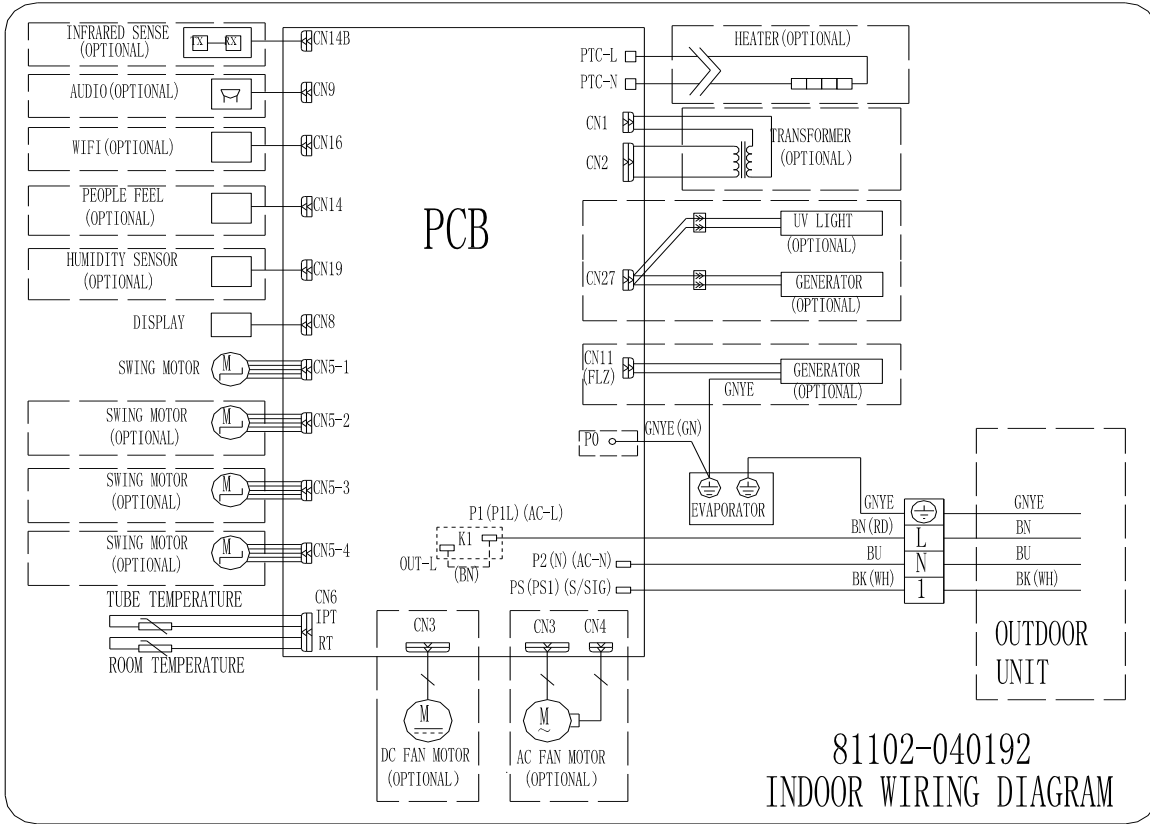 INFRARED SENSE
(OPTIONAL)
TX
RX
CN14B
AUDIO(OPTIONAL)
CN9
WIFI(OPTIONAL)
CN16
PEOPLE FEEL
(OPTIONAL)
CN14
HUMIDITY SENSOR
(OPTIONAL)
CN19
DISPLAY
CN8
SWING MOTOR
M
CN5-1
SWING MOTOR
(OPTIONAL)
M
CN5-2
SWING MOTOR
(OPTIONAL)
M
CN5-3
SWING MOTOR
(OPTIONAL)
M
CN5-4
TUBE TEMPERATURE
CN6
IPT
RT
ROOM TEMPERATURE
PCB
PTC-L
PTC-N
HEATER(OPTIONAL)
CN1
CN2
TRANSFORMER
(OPTIONAL)
CN27
UV LIGHT
(OPTIONAL)
GENERATOR
(OPTIONAL)
CN11
(FLZ)
GENERATOR
(OPTIONAL)
GNYE
P0
GNYE(GN)
EVAPORATOR
P1(P1L)(AC-L)
K1
OUT-L
(BN)
P2(N)(AC-N)
PS(PS1)(S/SIG)
GNYE
BN(RD)
BU
BK(WH)
L
N
1
GNYE
BN
BU
BK(WH)
OUTDOOR
UNIT
CN3
M
DC FAN MOTOR
(OPTIONAL)
CN3
CN4
M
~
AC FAN MOTOR
(OPTIONAL)
81102-040192
INDOOR WIRING DIAGRAM